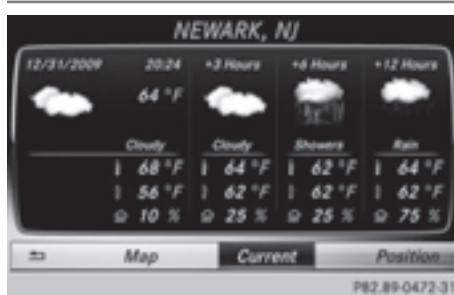 NEWARK, NJ
12/31/2009 20:24 +3 Hours +6 Hours +12 Hours
64 °F
Cloudy Cloudy Showers Rain
68 °F 64 °F 62 °F 64 °F
56 °F 62 °F 62 °F 62 °F
10 % 25 % 25 % 75 %
Map Current Position
P82.89-0472-31